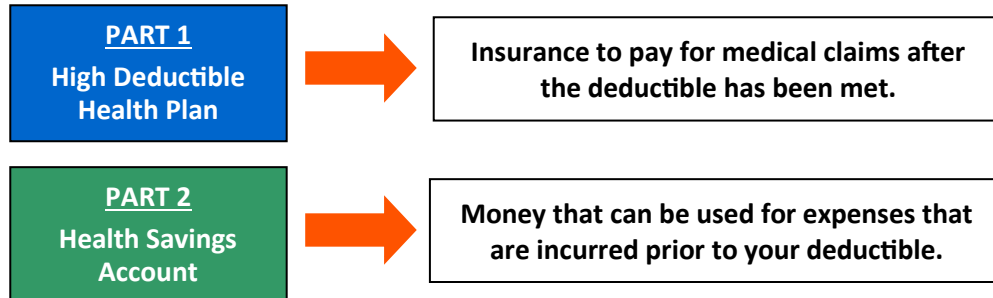 PART 1
High Deductible
Health Plan
Insurance to pay for medical claims after
the deductible has been met.
PART 2
Health Savings
Account
Money that can be used for expenses that
are incurred prior to your deductible.